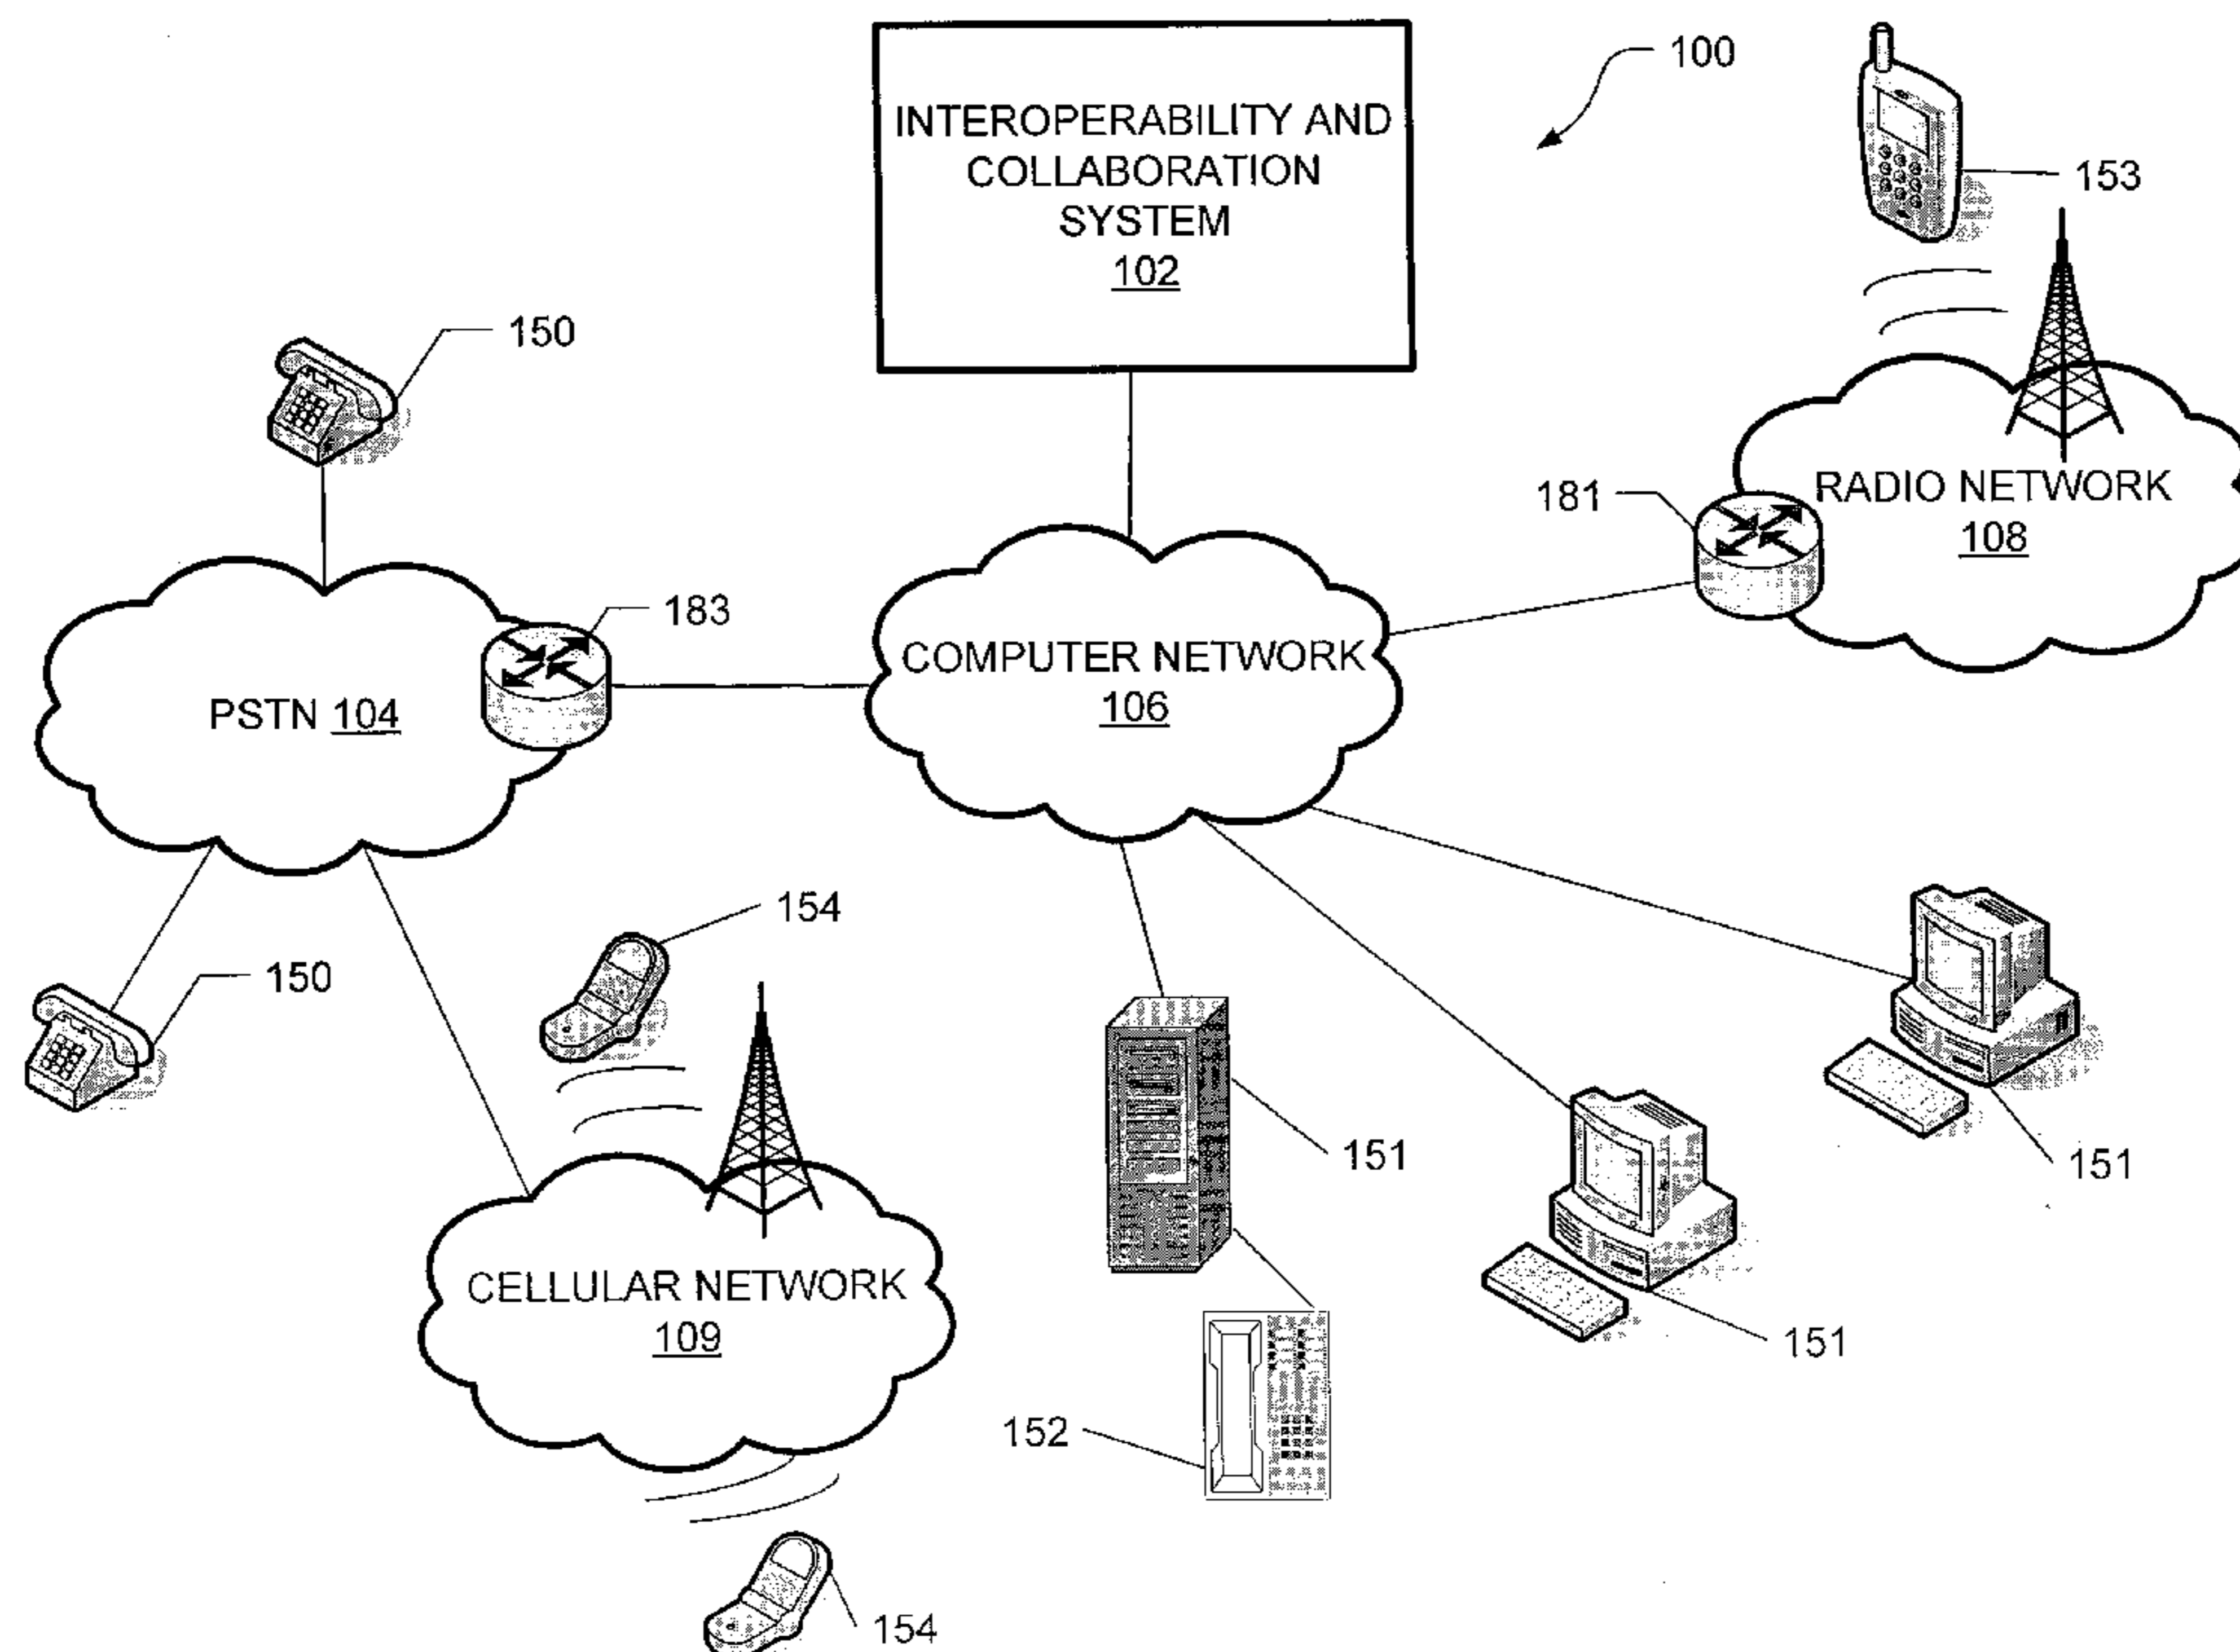 INTEROPERABILITY AND
COLLABORATION
SYSTEM
102
100
153
150
RADIO NETWORK
108
181
183
COMPUTER NETWORK
106
PSTN 104
154
150
151
151
151
CELLULAR NETWORK
109
152
154